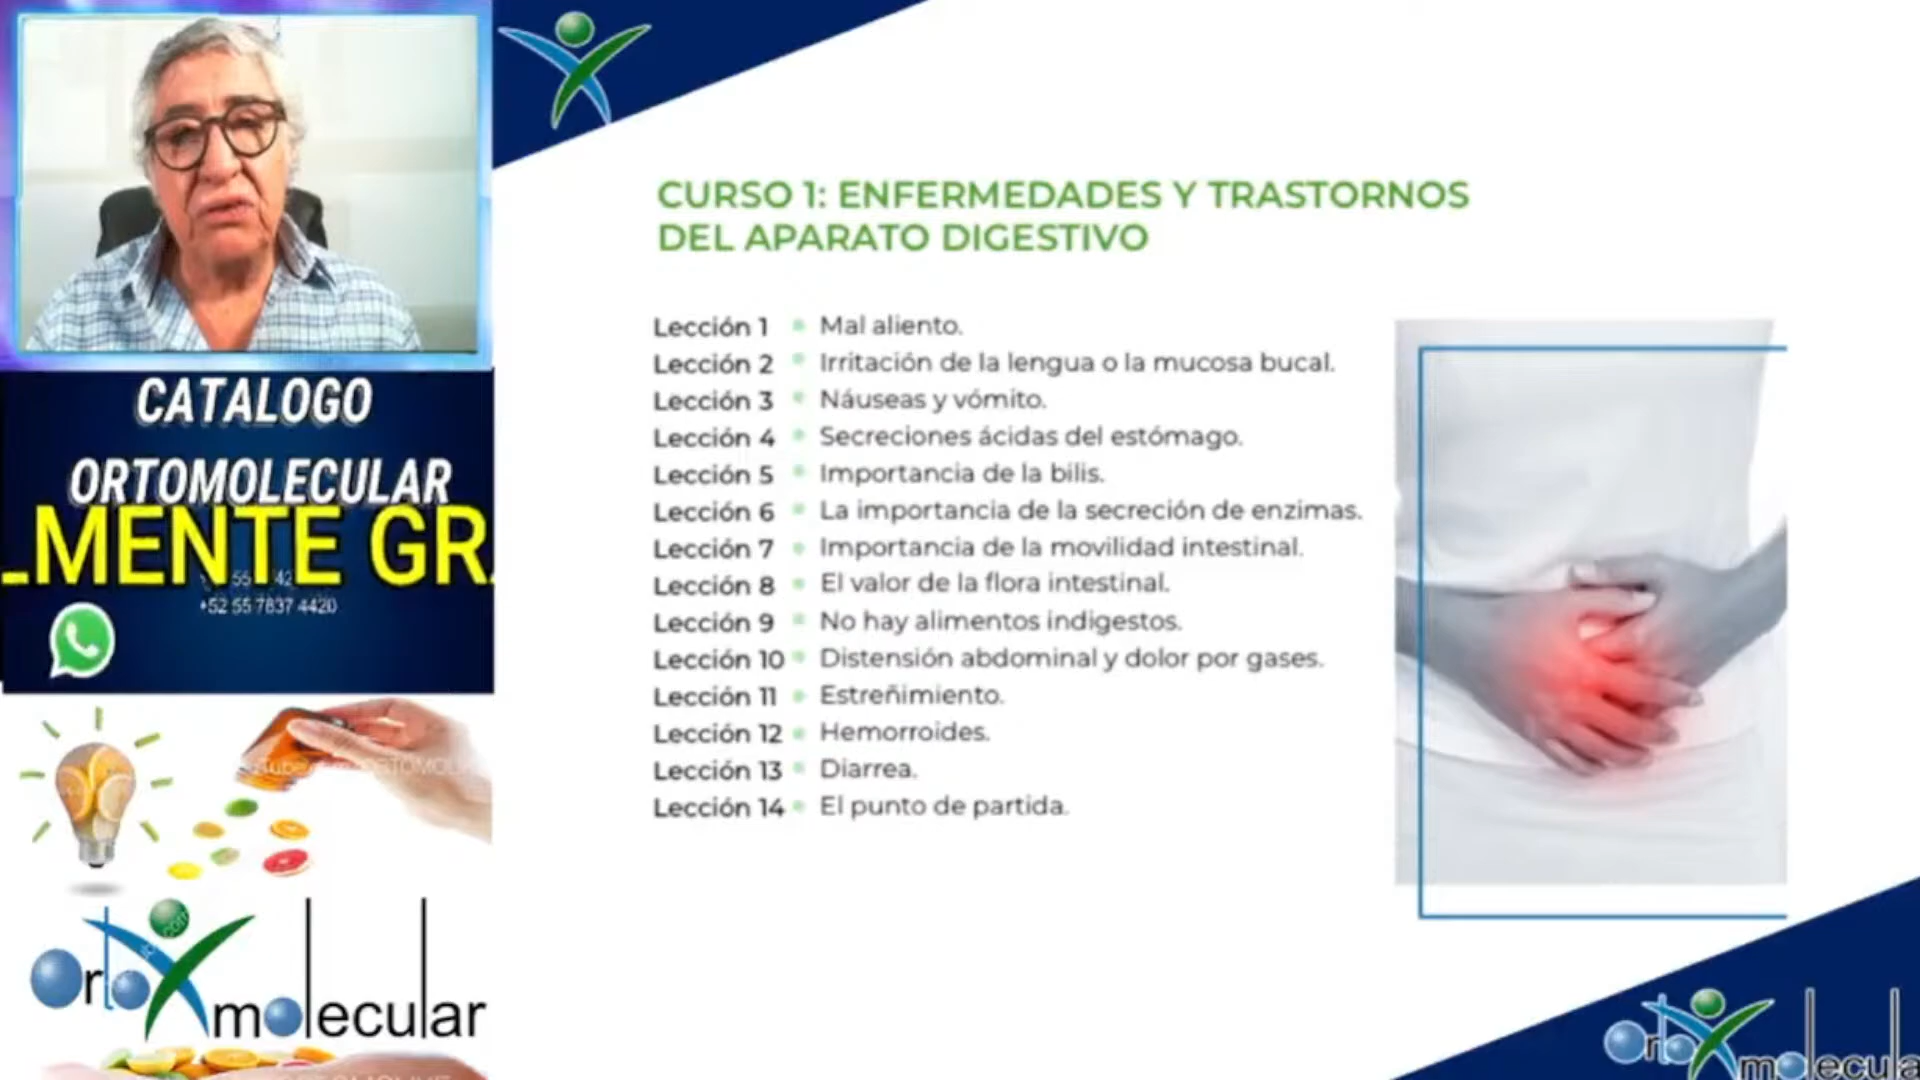 CATALOGO
ORTOMOLECULAR
LMENTE GRA
+52 55 7837 4420
Ortomolecular
CURSO 1: ENFERMEDADES Y TRASTORNOS
DEL APARATO DIGESTIVO
Lección 1 • Mal aliento.
Lección 2 • Irritación de la lengua o la mucosa bucal.
Lección 3 • Náuseas y vómito.
Lección 4 • Secreciones ácidas del estómago.
Lección 5 • Importancia de la bilis.
Lección 6 • La importancia de la secreción de enzimas.
Lección 7 • Importancia de la movilidad intestinal.
Lección 8 • El valor de la flora intestinal.
Lección 9 • No hay alimentos indigestos.
Lección 10 • Distensión abdominal y dolor por gases.
Lección 11 • Estreñimiento.
Lección 12 • Hemorroides.
Lección 13 • Diarrea.
Lección 14 • El punto de partida.
Ortomolecula